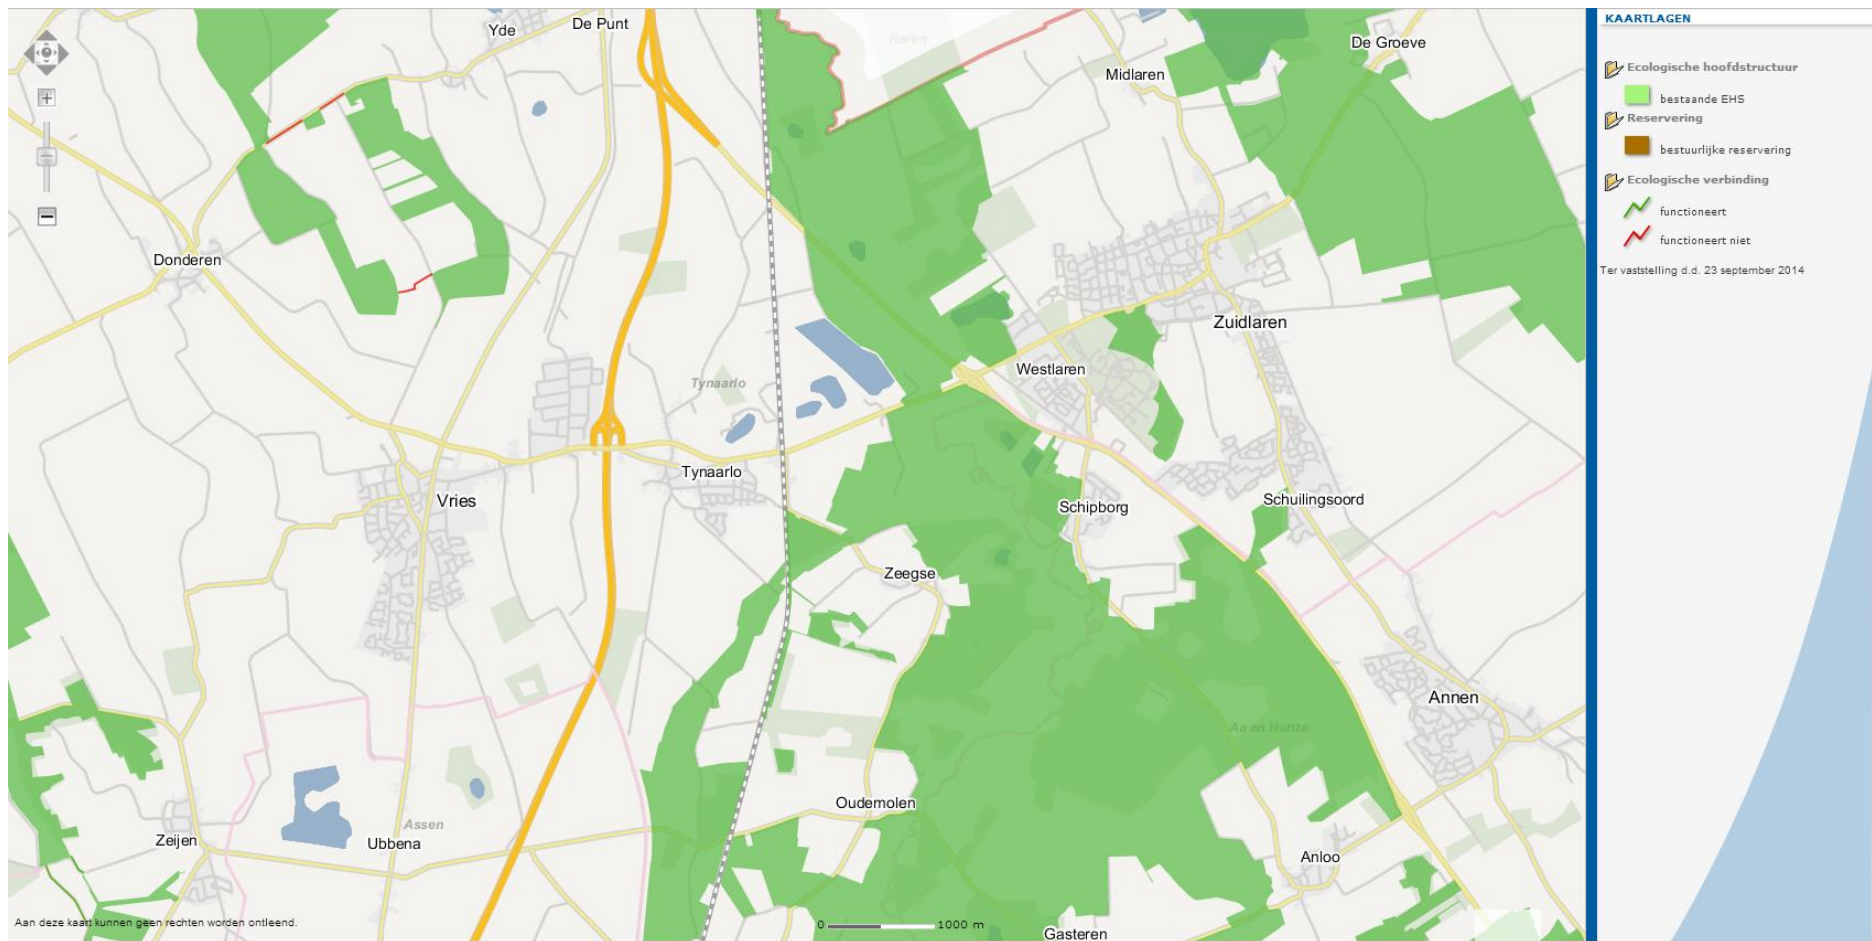 Yde
De Punt
Haren
De Groeve
Midlaren
Donderen
Zuidlaren
Westlaren
Tynaarlo
Tynaarlo
Vries
Schipborg
Schuilingsoord
Zeegse
Annen
Aa en Hunze
Oudemolen
Assen
Zeijen
Ubbena
Anloo
Gasteren
Aan deze kaart kunnen geen rechten worden ontleend.
0 1000 m
KAARTLAGEN
Ecologische hoofdstructuur
bestaande EHS
Reservering
bestuurlijke reservering
Ecologische verbinding
functioneert
functioneert niet
Ter vaststelling d.d. 23 september 2014